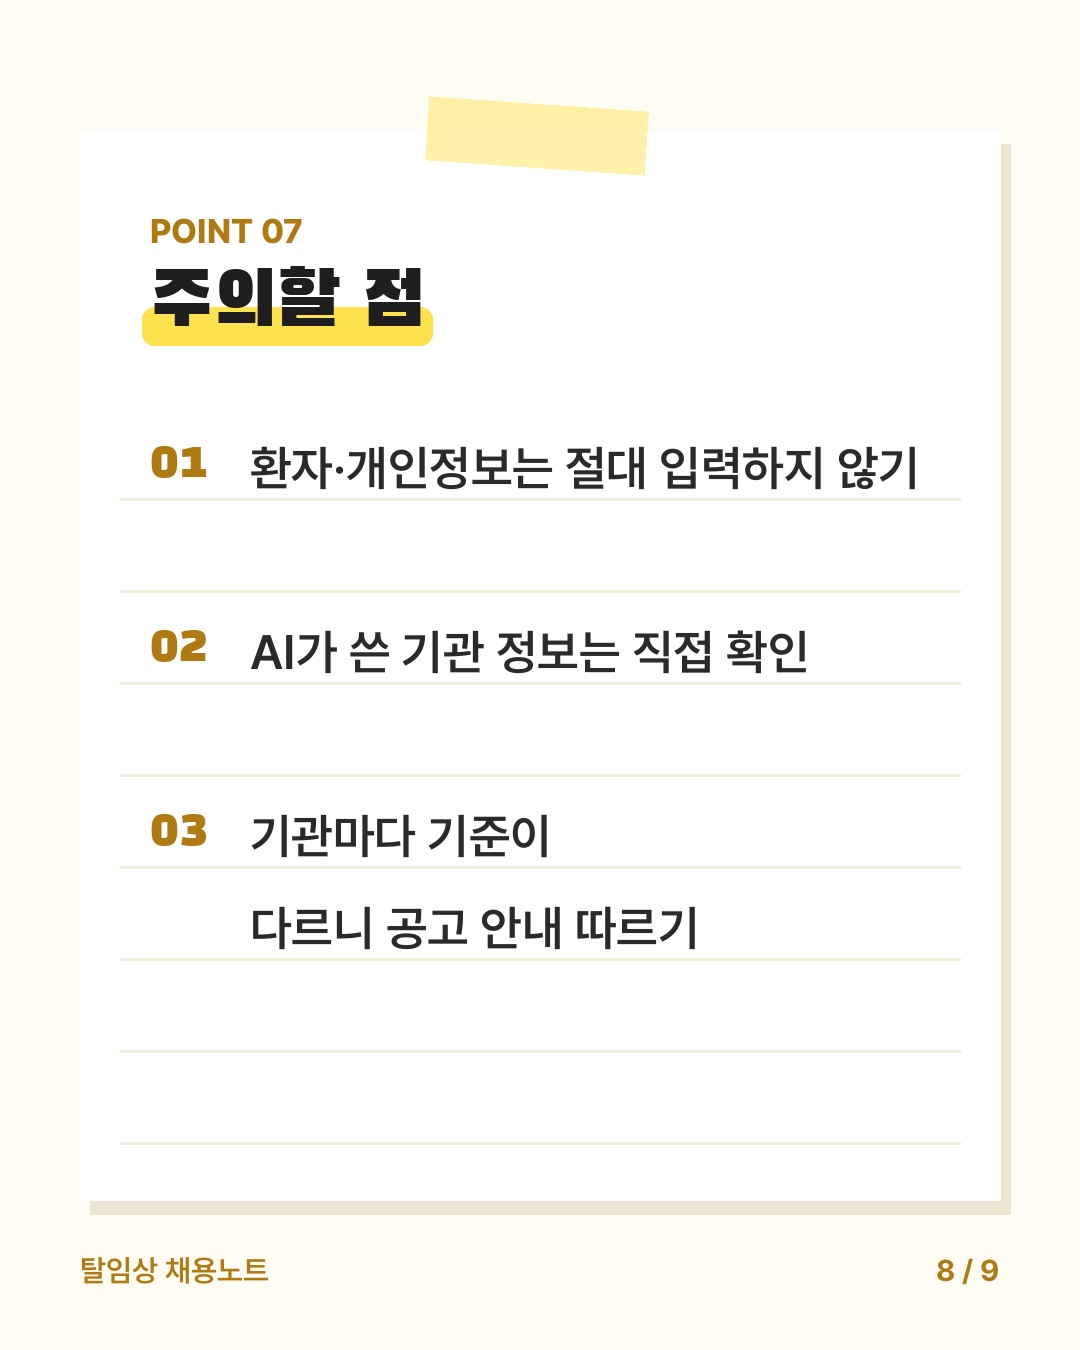 POINT 07
주의할 점
01 환자·개인정보는 절대 입력하지 않기
02 AI가 쓴 기관 정보는 직접 확인
03 기관마다 기준이
다르니 공고 안내 따르기
탈임상 채용노트
8 / 9